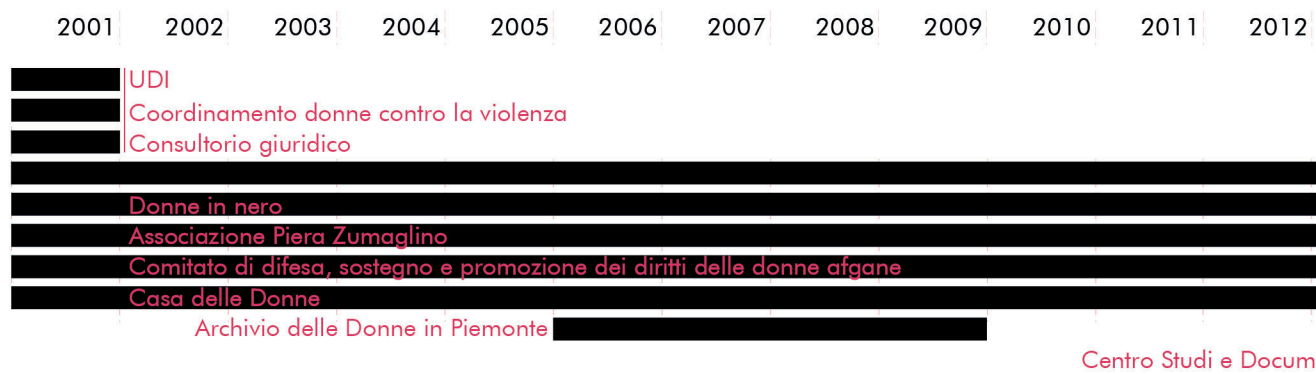 2001 2002 2003 2004 2005 2006 2007 2008 2009 2010 2011 2012
UDI
Coordinamento donne contro la violenza
Consultorio giuridico
Donne in nero
Associazione Piera Zumaglino
Comitato di difesa, sostegno e promozione dei diritti delle donne afgane
Casa delle Donne
Archivio delle Donne in Piemonte
Centro Studi e Docum